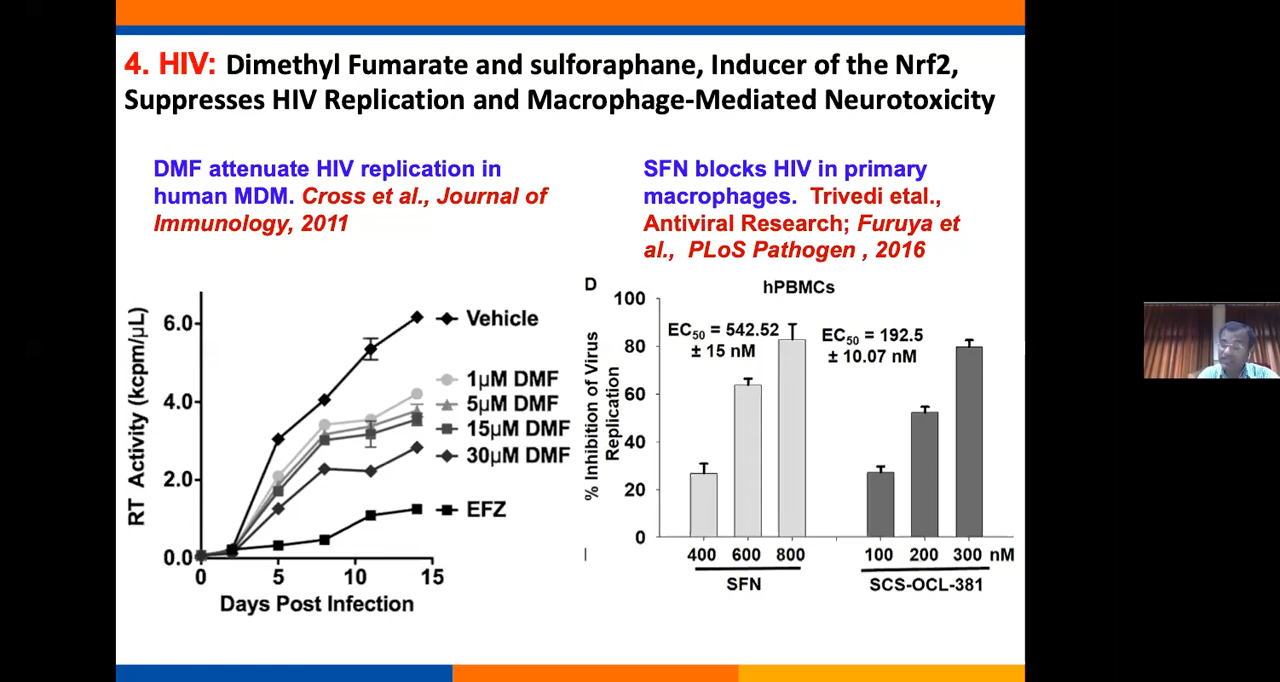 4. HIV: Dimethyl Fumarate and sulforaphane, Inducer of the Nrf2,
Suppresses HIV Replication and Macrophage-Mediated Neurotoxicity
DMF attenuate HIV replication in
human MDM. Cross et al., Journal of
Immunology, 2011
SFN blocks HIV in primary
macrophages. Trivedi etal.,
Antiviral Research; Furuya et
al., PLoS Pathogen , 2016
RT Activity (kcpm/µL)
6.0
4.0
2.0
0.0
0 5 10 15
Days Post Infection
Vehicle
1µM DMF
5µM DMF
15µM DMF
30µM DMF
EFZ
D
hPBMCs
% Inhibition of Virus
Replication
100
80
60
40
20
0
EC50 = 542.52
± 15 nM
EC50 = 192.5
± 10.07 nM
400 600 800 100 200 300 nM
SFN SCS-OCL-381